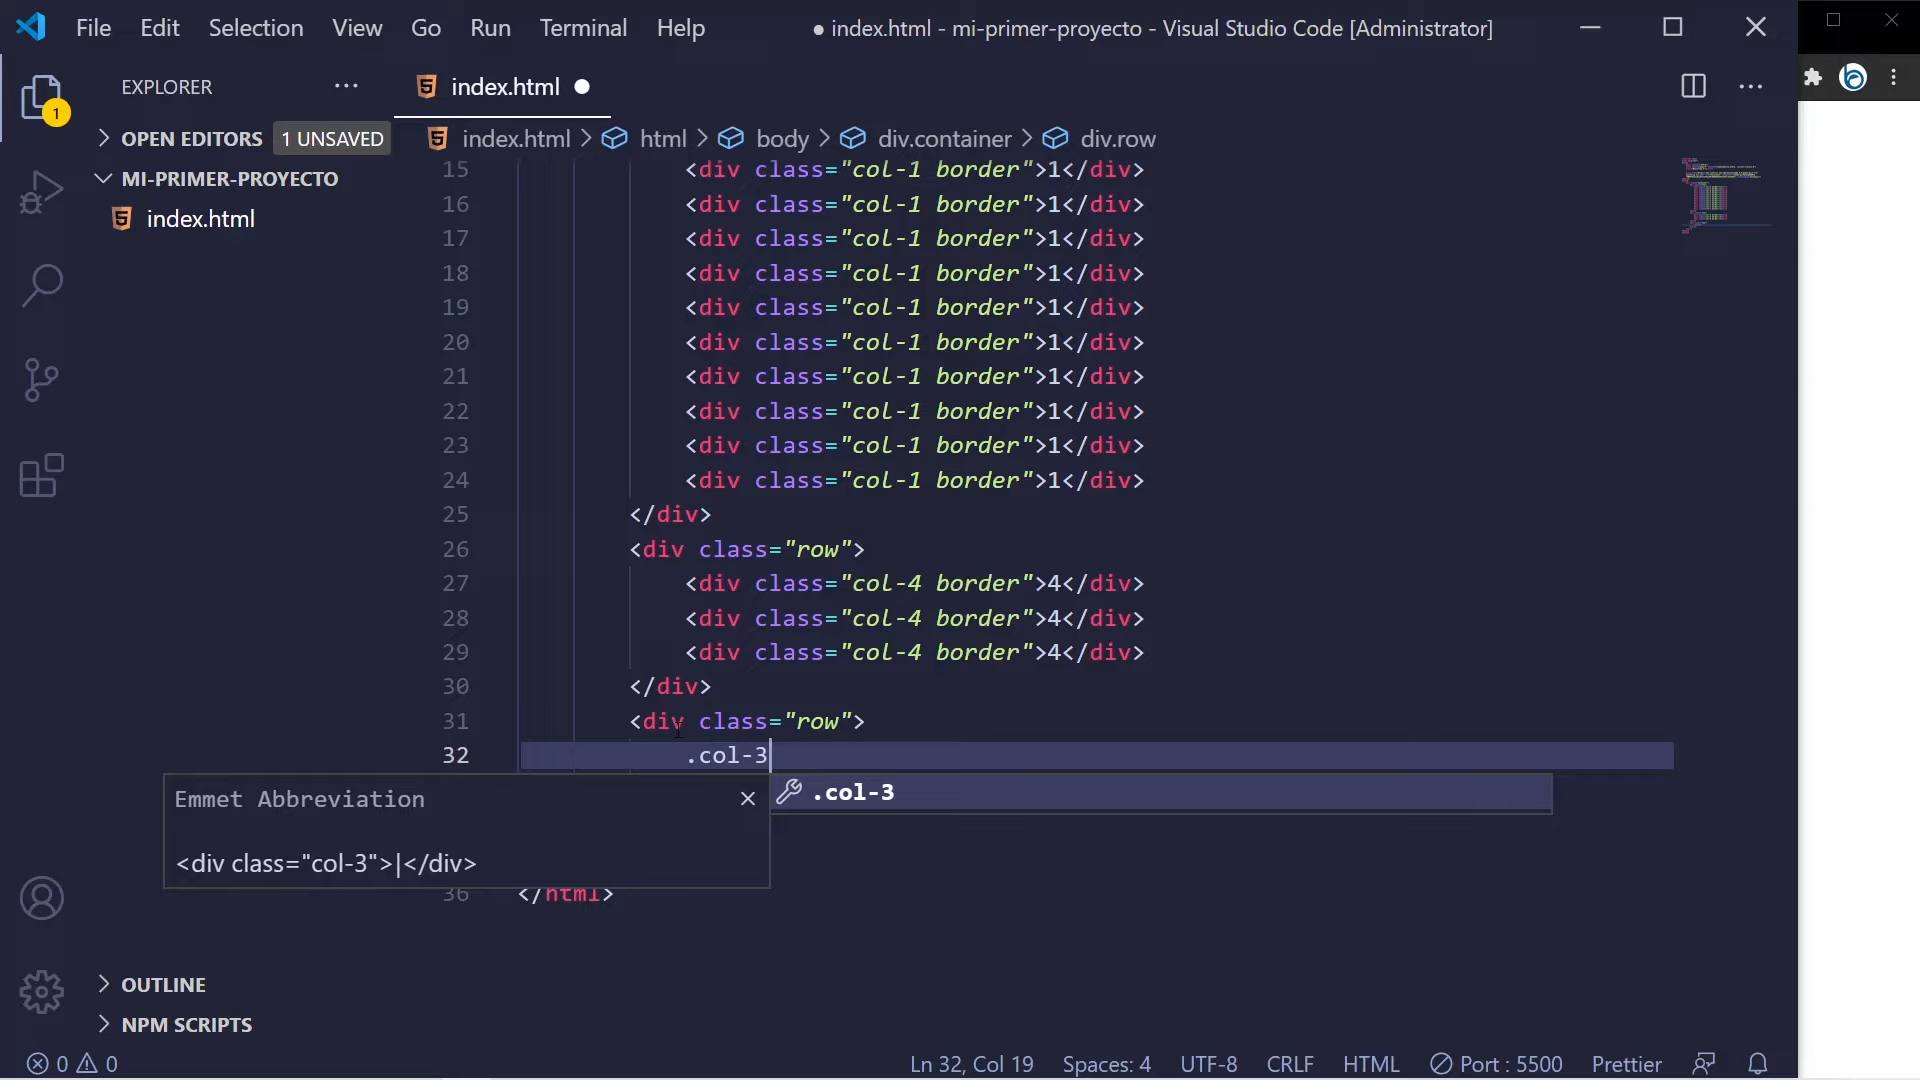 File Edit Selection View Go Run Terminal Help
● index.html - mi-primer-proyecto - Visual Studio Code [Administrator]
EXPLORER
index.html
1
OPEN EDITORS 1 UNSAVED
index.html > html > body > div.container > div.row
MI-PRIMER-PROYECTO
index.html
15 <div class="col-1 border">1</div>
16 <div class="col-1 border">1</div>
17 <div class="col-1 border">1</div>
18 <div class="col-1 border">1</div>
19 <div class="col-1 border">1</div>
20 <div class="col-1 border">1</div>
21 <div class="col-1 border">1</div>
22 <div class="col-1 border">1</div>
23 <div class="col-1 border">1</div>
24 <div class="col-1 border">1</div>
25 </div>
26 <div class="row">
27 <div class="col-4 border">4</div>
28 <div class="col-4 border">4</div>
29 <div class="col-4 border">4</div>
30 </div>
31 <div class="row">
32 .col-3
.col-3
Emmet Abbreviation
<div class="col-3">|</div>
36 </html>
OUTLINE
NPM SCRIPTS
0 0
Ln 32, Col 19 Spaces: 4 UTF-8 CRLF HTML Port : 5500 Prettier